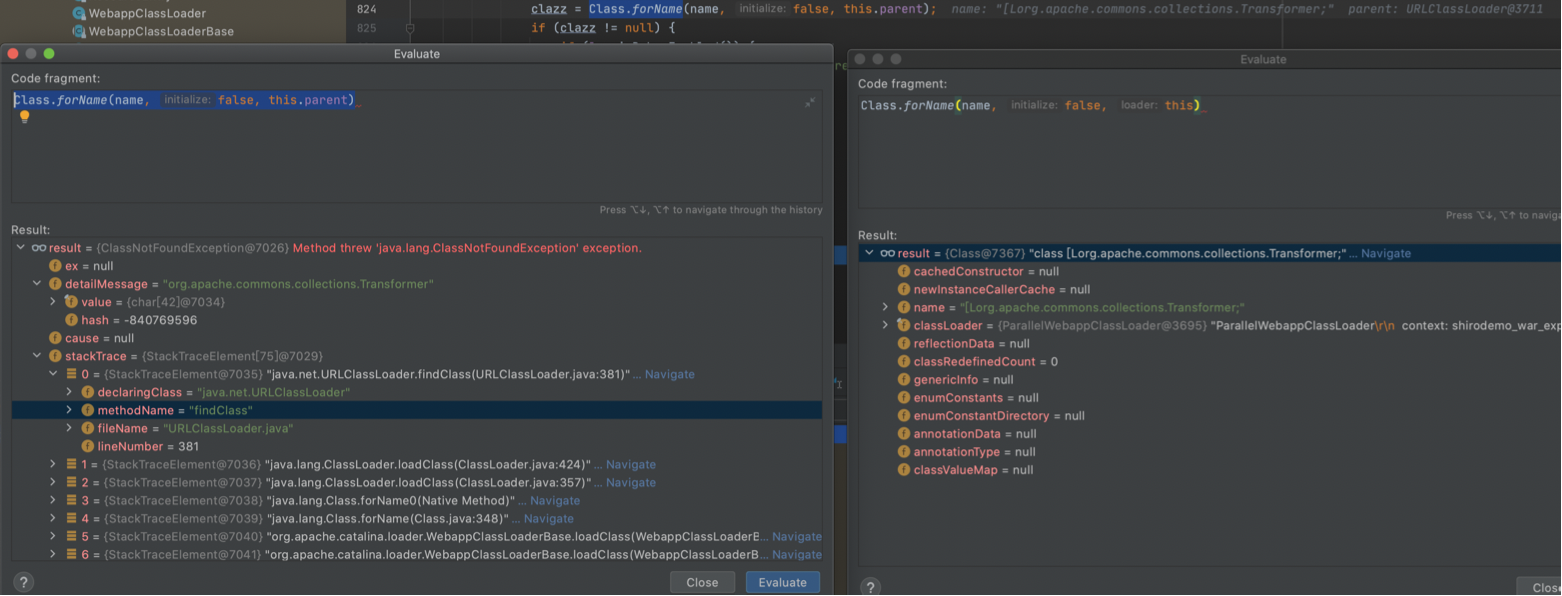 WebappClassLoader
WebappClassLoaderBase
824 clazz = Class.forName(name, initialize: false, this.parent); name: "[Lorg.apache.commons.collections.Transformer;" parent: URLClassLoader@3711
825 if (clazz != null) {
Evaluate
Code fragment:
Class.forName(name, initialize: false, this.parent)
Press ⌥↓, ⌥↑ to navigate through the history
Result:
result = {ClassNotFoundException@7026} Method threw 'java.lang.ClassNotFoundException' exception.
ex = null
detailMessage = "org.apache.commons.collections.Transformer"
value = {char[42]@7034}
hash = -840769596
cause = null
stackTrace = {StackTraceElement[75]@7029}
0 = {StackTraceElement@7035} "java.net.URLClassLoader.findClass(URLClassLoader.java:381)" ... Navigate
declaringClass = "java.net.URLClassLoader"
methodName = "findClass"
fileName = "URLClassLoader.java"
lineNumber = 381
1 = {StackTraceElement@7036} "java.lang.ClassLoader.loadClass(ClassLoader.java:424)" ... Navigate
2 = {StackTraceElement@7037} "java.lang.ClassLoader.loadClass(ClassLoader.java:357)" ... Navigate
3 = {StackTraceElement@7038} "java.lang.Class.forName0(Native Method)" ... Navigate
4 = {StackTraceElement@7039} "java.lang.Class.forName(Class.java:348)" ... Navigate
5 = {StackTraceElement@7040} "org.apache.catalina.loader.WebappClassLoaderBase.loadClass(WebappClassLoaderE... Navigate
6 = {StackTraceElement@7041} "org.apache.catalina.loader.WebappClassLoaderBase.loadClass(WebappClassLoaderB... Navigate
? Close Evaluate
Evaluate
Code fragment:
Class.forName(name, initialize: false, loader: this)
Press ⌥↓, ⌥↑ to naviga
Result:
result = {Class@7367} "class [Lorg.apache.commons.collections.Transformer;" ... Navigate
cachedConstructor = null
newInstanceCallerCache = null
name = "[Lorg.apache.commons.collections.Transformer;"
classLoader = {ParallelWebappClassLoader@3695} "ParallelWebappClassLoader\r\n context: shirodemo_war_exp
reflectionData = null
classRedefinedCount = 0
genericInfo = null
enumConstants = null
enumConstantDirectory = null
annotationData = null
annotationType = null
classValueMap = null
? Close